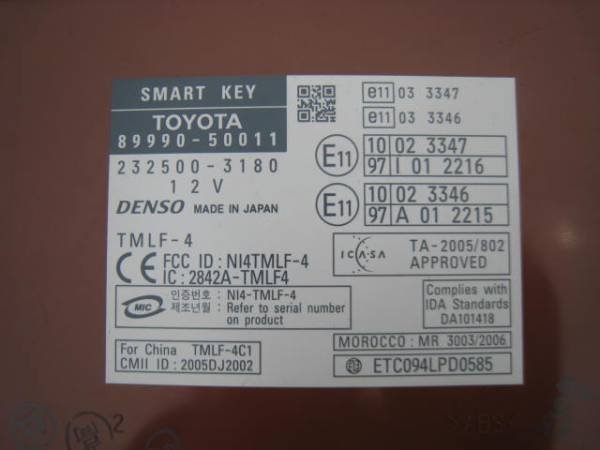 SMART KEY
TOYOTA
89990-50011
232500-3180
12V
DENSO MADE IN JAPAN
e11 03 3347
e11 03 3346
E11 10 02 3347
97 I 01 2216
E11 10 02 3346
97 A 01 2215
TMLF-4
CE FCC ID : NI4TMLF-4
IC : 2842A-TMLF4
ICASA TA-2005/802
APPROVED
MIC 인증번호 : NI4-TMLF-4
제조년월 : Refer to serial number
on product
Complies with
IDA Standards
DA101418
For China TMLF-4C1
CMII ID : 2005DJ2002
MOROCCO : MR 3003/2006
ETC094LPD0585
2